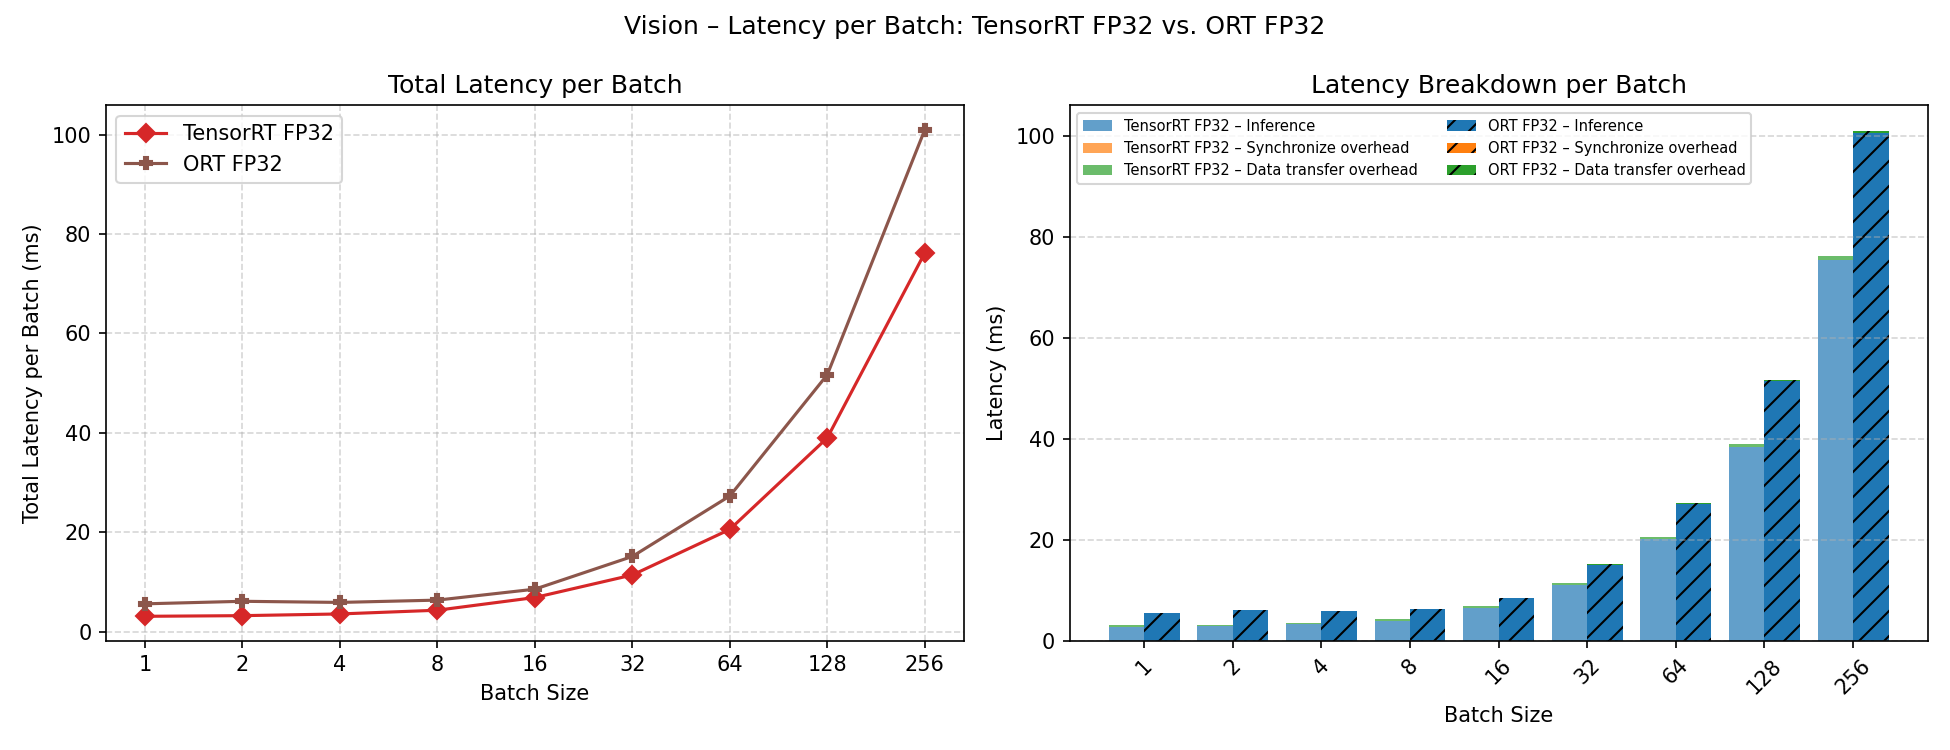 Vision – Latency per Batch: TensorRT FP32 vs. ORT FP32
Total Latency per Batch
TensorRT FP32
ORT FP32
Total Latency per Batch (ms)
100
80
60
40
20
0
1 2 4 8 16 32 64 128 256
Batch Size
Latency Breakdown per Batch
TensorRT FP32 – Inference
TensorRT FP32 – Synchronize overhead
TensorRT FP32 – Data transfer overhead
ORT FP32 – Inference
ORT FP32 – Synchronize overhead
ORT FP32 – Data transfer overhead
Latency (ms)
100
80
60
40
20
0
1 2 4 8 16 32 64 128 256
Batch Size